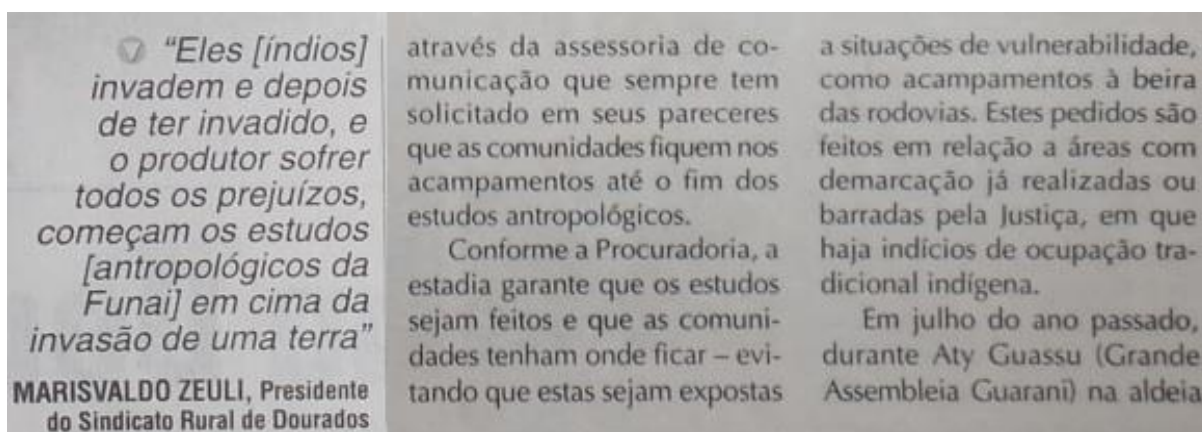 “Eles [índios]
invadem e depois
de ter invadido, e
o produtor sofrer
todos os prejuízos,
começam os estudos
[antropológicos da
Funai] em cima da
invasão de uma terra”
MARISVALDO ZEULI, Presidente
do Sindicato Rural de Dourados
através da assessoria de co-
municação que sempre tem
solicitado em seus pareceres
que as comunidades fiquem nos
acampamentos até o fim dos
estudos antropológicos.
Conforme a Procuradoria, a
estadia garante que os estudos
sejam feitos e que as comuni-
dades tenham onde ficar – evi-
tando que estas sejam expostas
a situações de vulnerabilidade,
como acampamentos à beira
das rodovias. Estes pedidos são
feitos em relação a áreas com
demarcação já realizadas ou
barradas pela Justiça, em que
haja indícios de ocupação tra-
dicional indígena.
Em julho do ano passado,
durante Aty Guassu (Grande
Assembleia Guarani) na aldeia